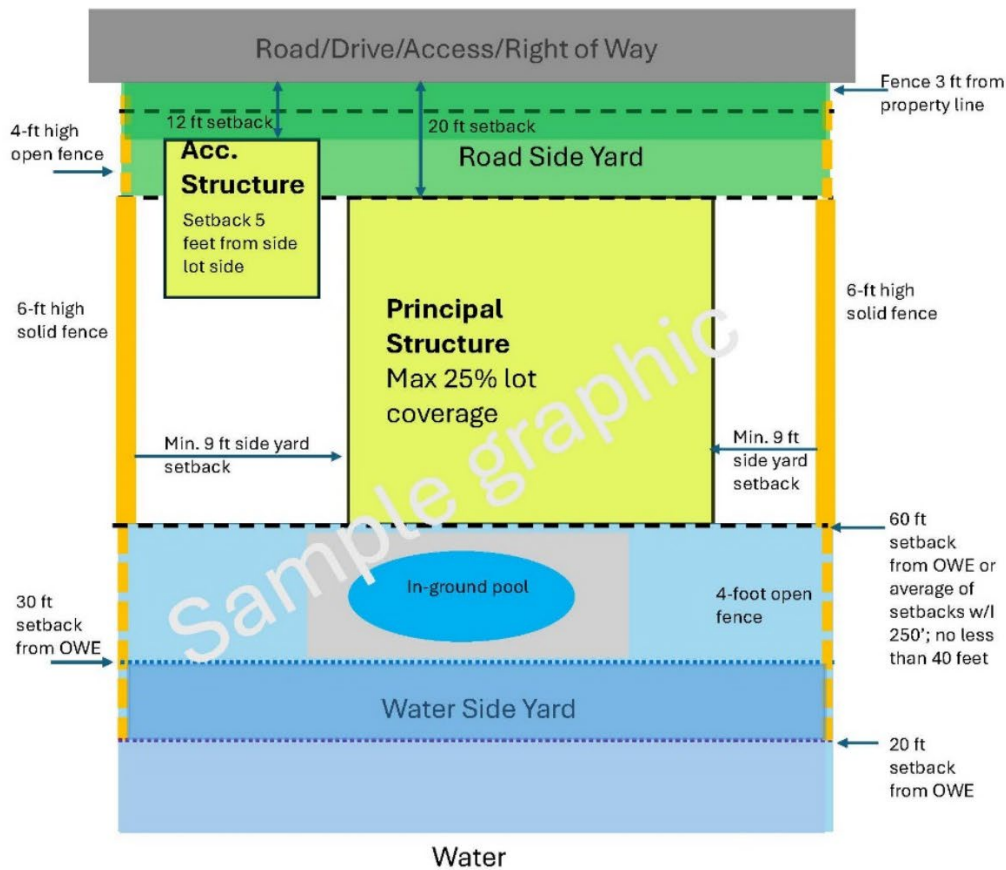 Road/Drive/Access/Right of Way
Fence 3 ft from
property line
12 ft setback
20 ft setback
4-ft high
open fence
Road Side Yard
Acc.
Structure
Setback 5
feet from side
lot side
6-ft high
solid fence
6-ft high
solid fence
Principal
Structure
Max 25% lot
coverage
Sample graphic
Min. 9 ft side yard
setback
Min. 9 ft
side yard
setback
60 ft
setback
from OWE or
average of
setbacks w/I
250’; no less
than 40 feet
In-ground pool
4-foot open
fence
30 ft
setback
from OWE
Water Side Yard
20 ft
setback
from OWE
Water